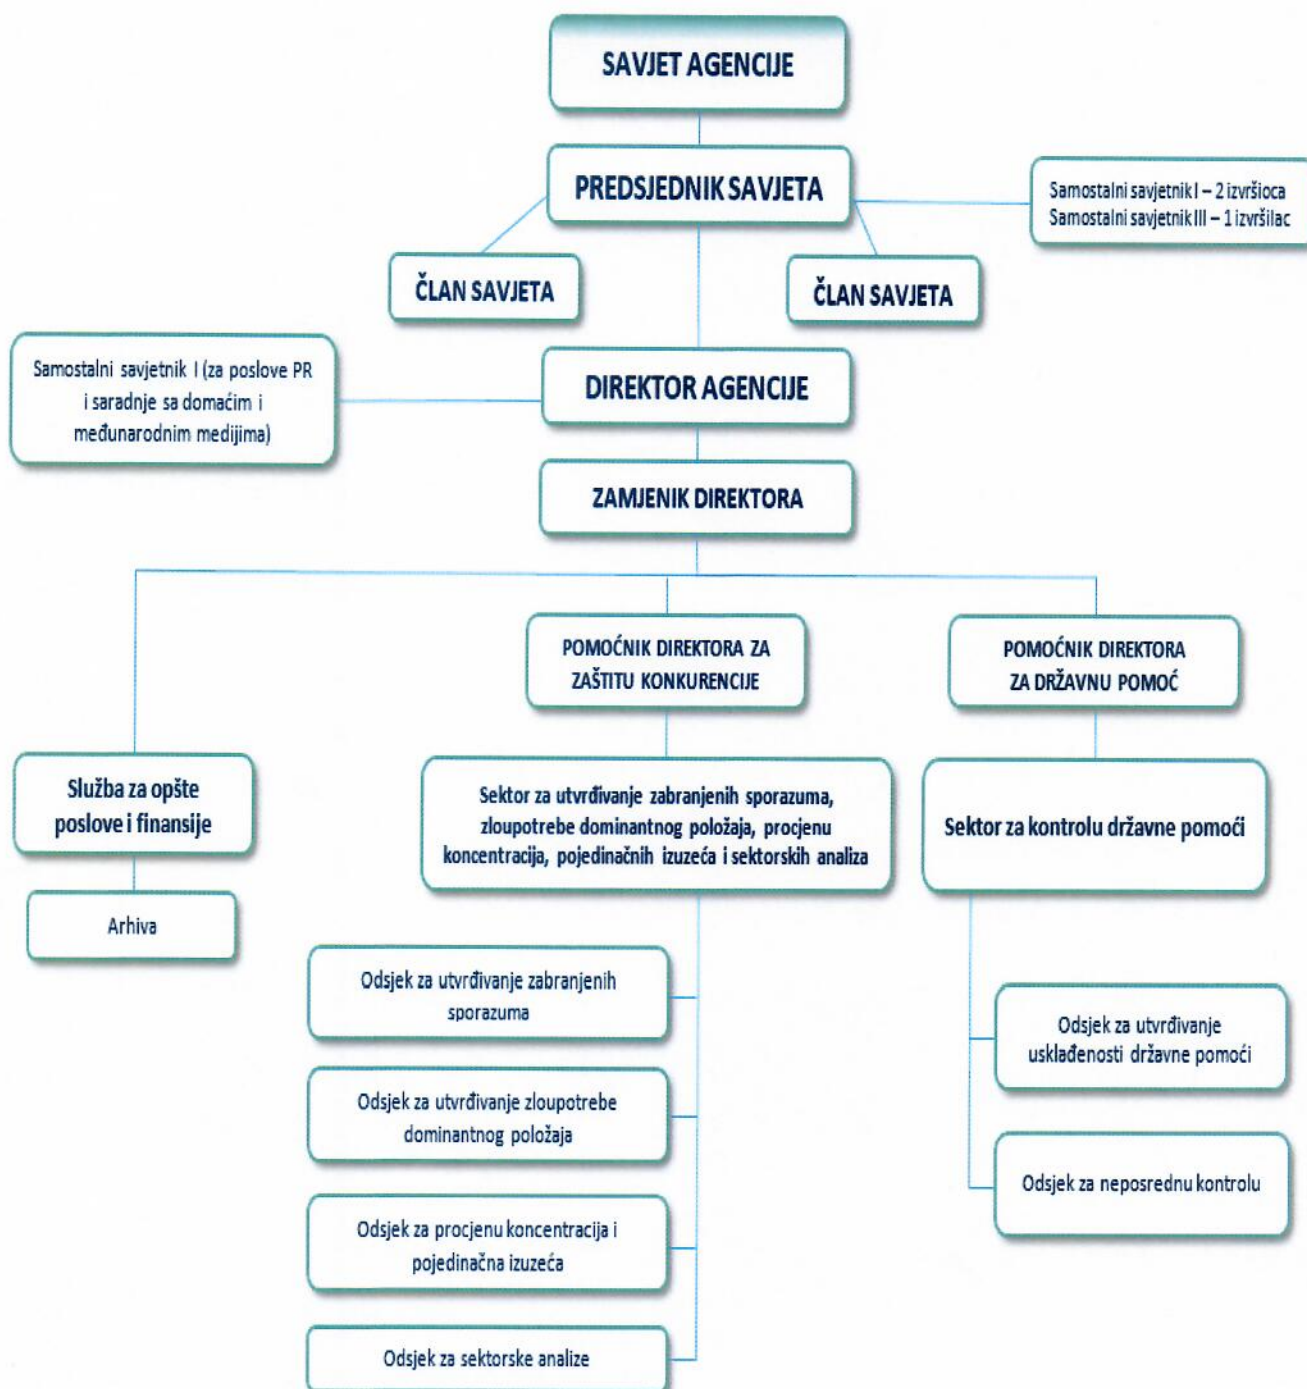 SAVJET AGENCIJE
PREDSJEDNIK SAVJETA
Samostalni savjetnik I – 2 izvršioca
Samostalni savjetnik III – 1 izvršilac
ČLAN SAVJETA
ČLAN SAVJETA
Samostalni savjetnik I (za poslove PR
i saradnje sa domaćim i
međunarodnim medijima)
DIREKTOR AGENCIJE
ZAMJENIK DIREKTORA
POMOĆNIK DIREKTORA ZA
ZAŠTITU KONKURENCIJE
POMOĆNIK DIREKTORA
ZA DRŽAVNU POMOĆ
Služba za opšte
poslove i finansije
Sektor za utvrđivanje zabranjenih sporazuma,
zloupotrebe dominantnog položaja, procjenu
koncentracija, pojedinačnih izuzeća i sektorskih analiza
Sektor za kontrolu državne pomoći
Arhiva
Odsjek za utvrđivanje zabranjenih
sporazuma
Odsjek za utvrđivanje zloupotrebe
dominantnog položaja
Odsjek za procjenu koncentracija i
pojedinačna izuzeća
Odsjek za sektorske analize
Odsjek za utvrđivanje
usklađenosti državne pomoći
Odsjek za neposrednu kontrolu